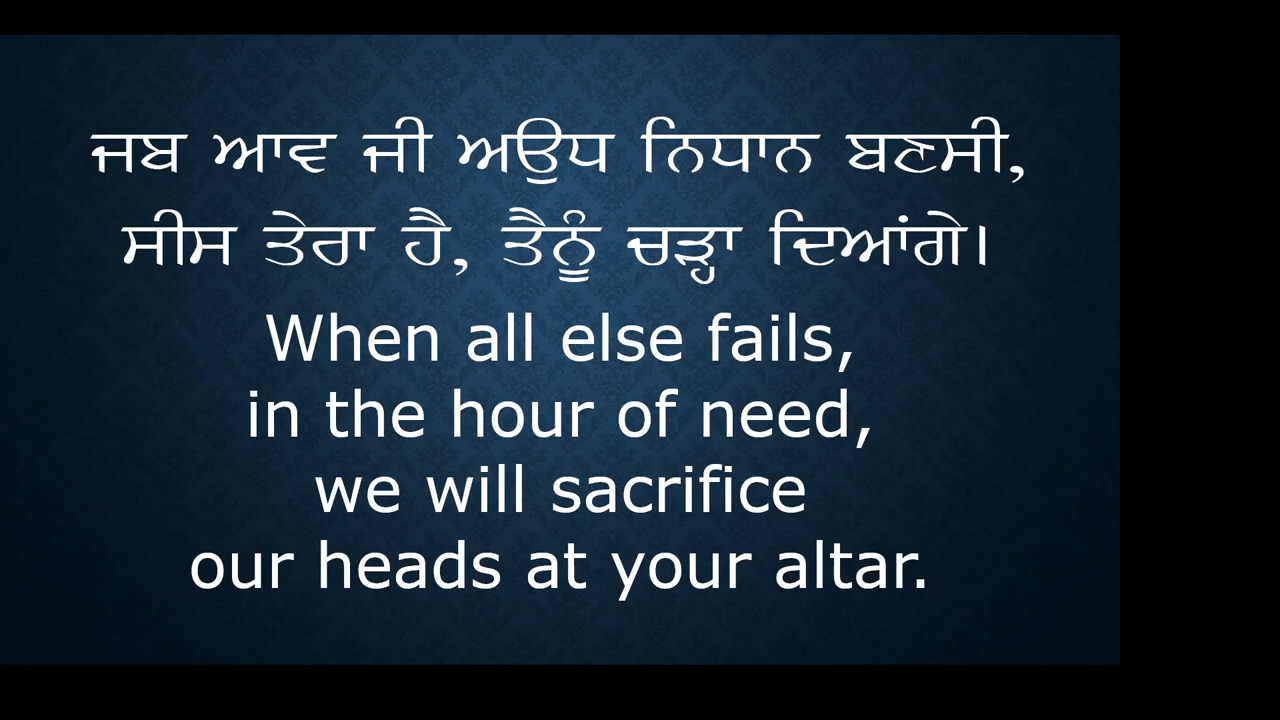 ਜਬ ਆਵ ਜੀ ਅਉਧ ਨਿਧਾਨ ਬਣਸੀ,
ਸੀਸ ਤੇਰਾ ਹੈ, ਤੈਨੂੰ ਚੜ੍ਹਾ ਦਿਆਂਗੇ।
When all else fails,
in the hour of need,
we will sacrifice
our heads at your altar.